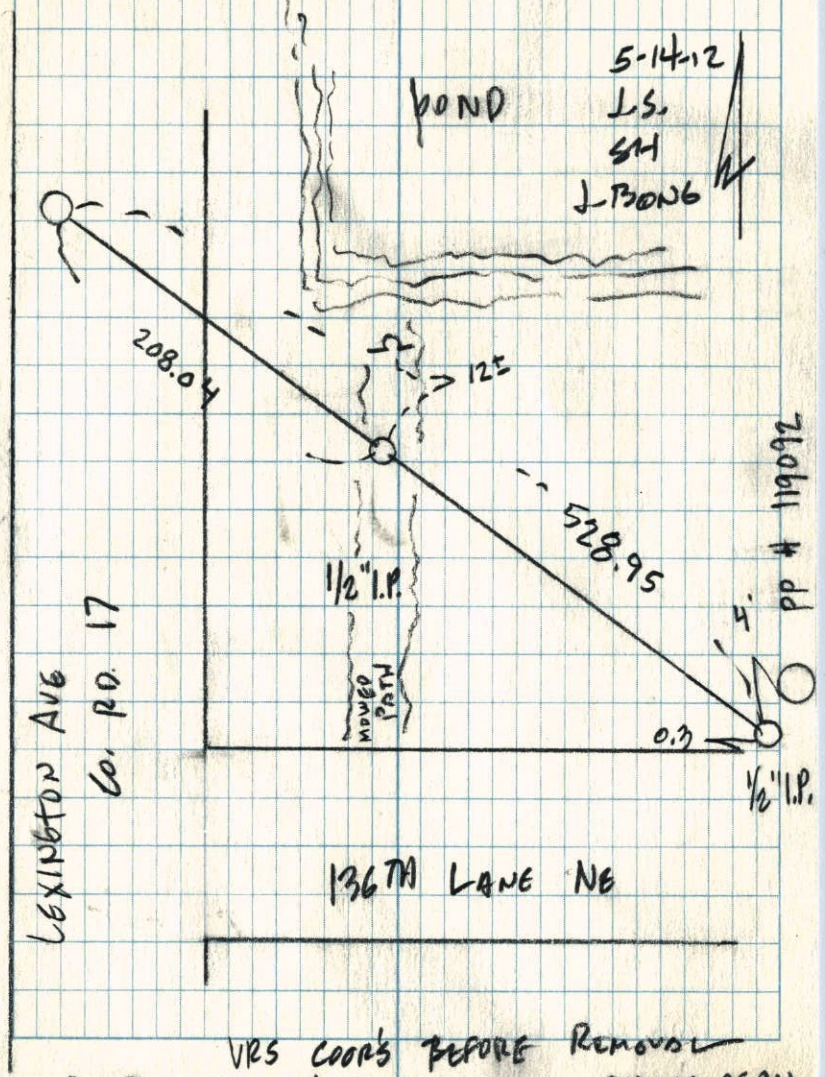 5-14-12
J.S.
SH
J BONG
POND
N
208.04
12±
528.95
PP # 119092
1/2" I.P.
4'
MOWED
PATH
0.3
1/2" I.P.
LEXINGTON AVE
CO. RD. 17
136TH LANE NE
VRS COOR'S BEFORE REMOVAL